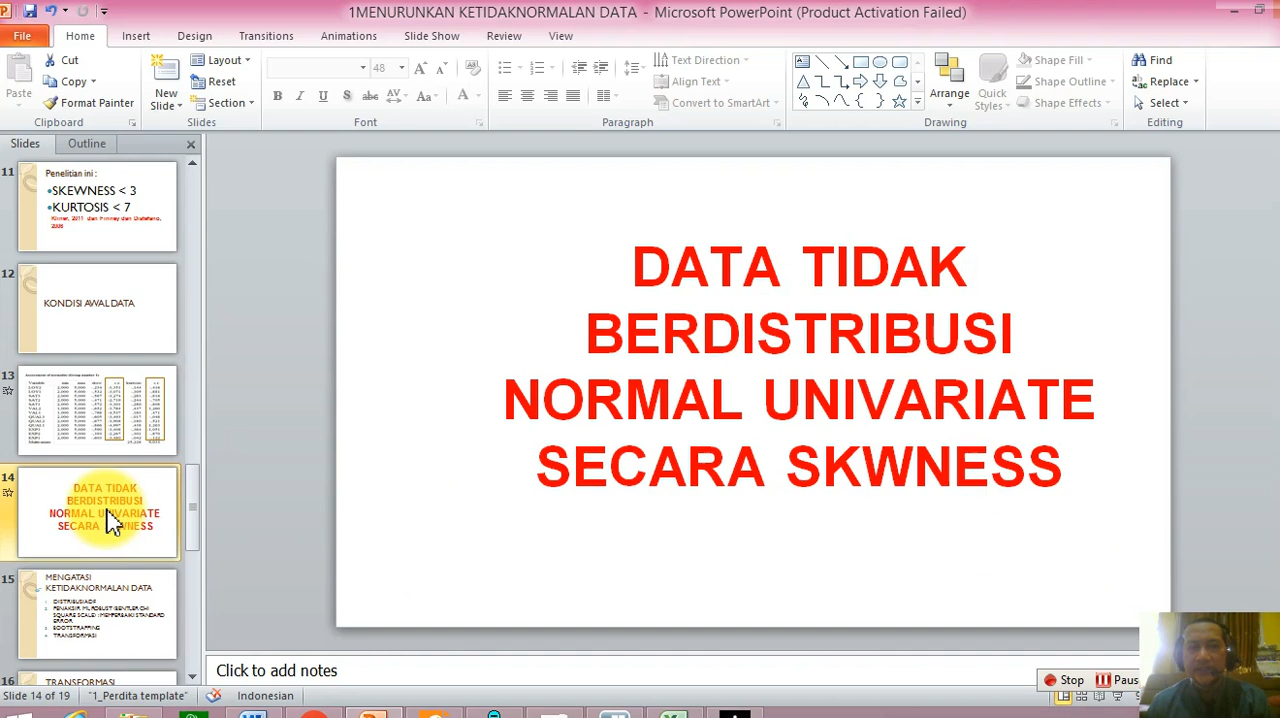 1MENURUNKAN KETIDAKNORMALAN DATA - Microsoft PowerPoint (Product Activation Failed)
File Home Insert Design Transitions Animations Slide Show Review View
Cut
Copy
Format Painter
Paste
Clipboard
New
Slide
Layout
Reset
Section
Slides
48
Font
Paragraph
Text Direction
Align Text
Convert to SmartArt
Arrange
Quick
Styles
Shape Fill
Shape Outline
Shape Effects
Drawing
Find
Replace
Select
Editing
Slides Outline
11
Penelitian ini :
•SKEWNESS < 3
•KURTOSIS < 7
12
KONDISI AWAL DATA
13
14
DATA TIDAK
BERDISTRIBUSI
NORMAL UNIVARIATE
SECARA
15
MENGATASI
KETIDAKNORMALAN DATA
BOOTSTRAPPING
TRANSFORMASI
16
TRANSFORMASI
DATA TIDAK
BERDISTRIBUSI
NORMAL UNIVARIATE
SECARA SKWNESS
Click to add notes
Stop
Slide 14 of 19
"1_Perdita template"
Indonesian